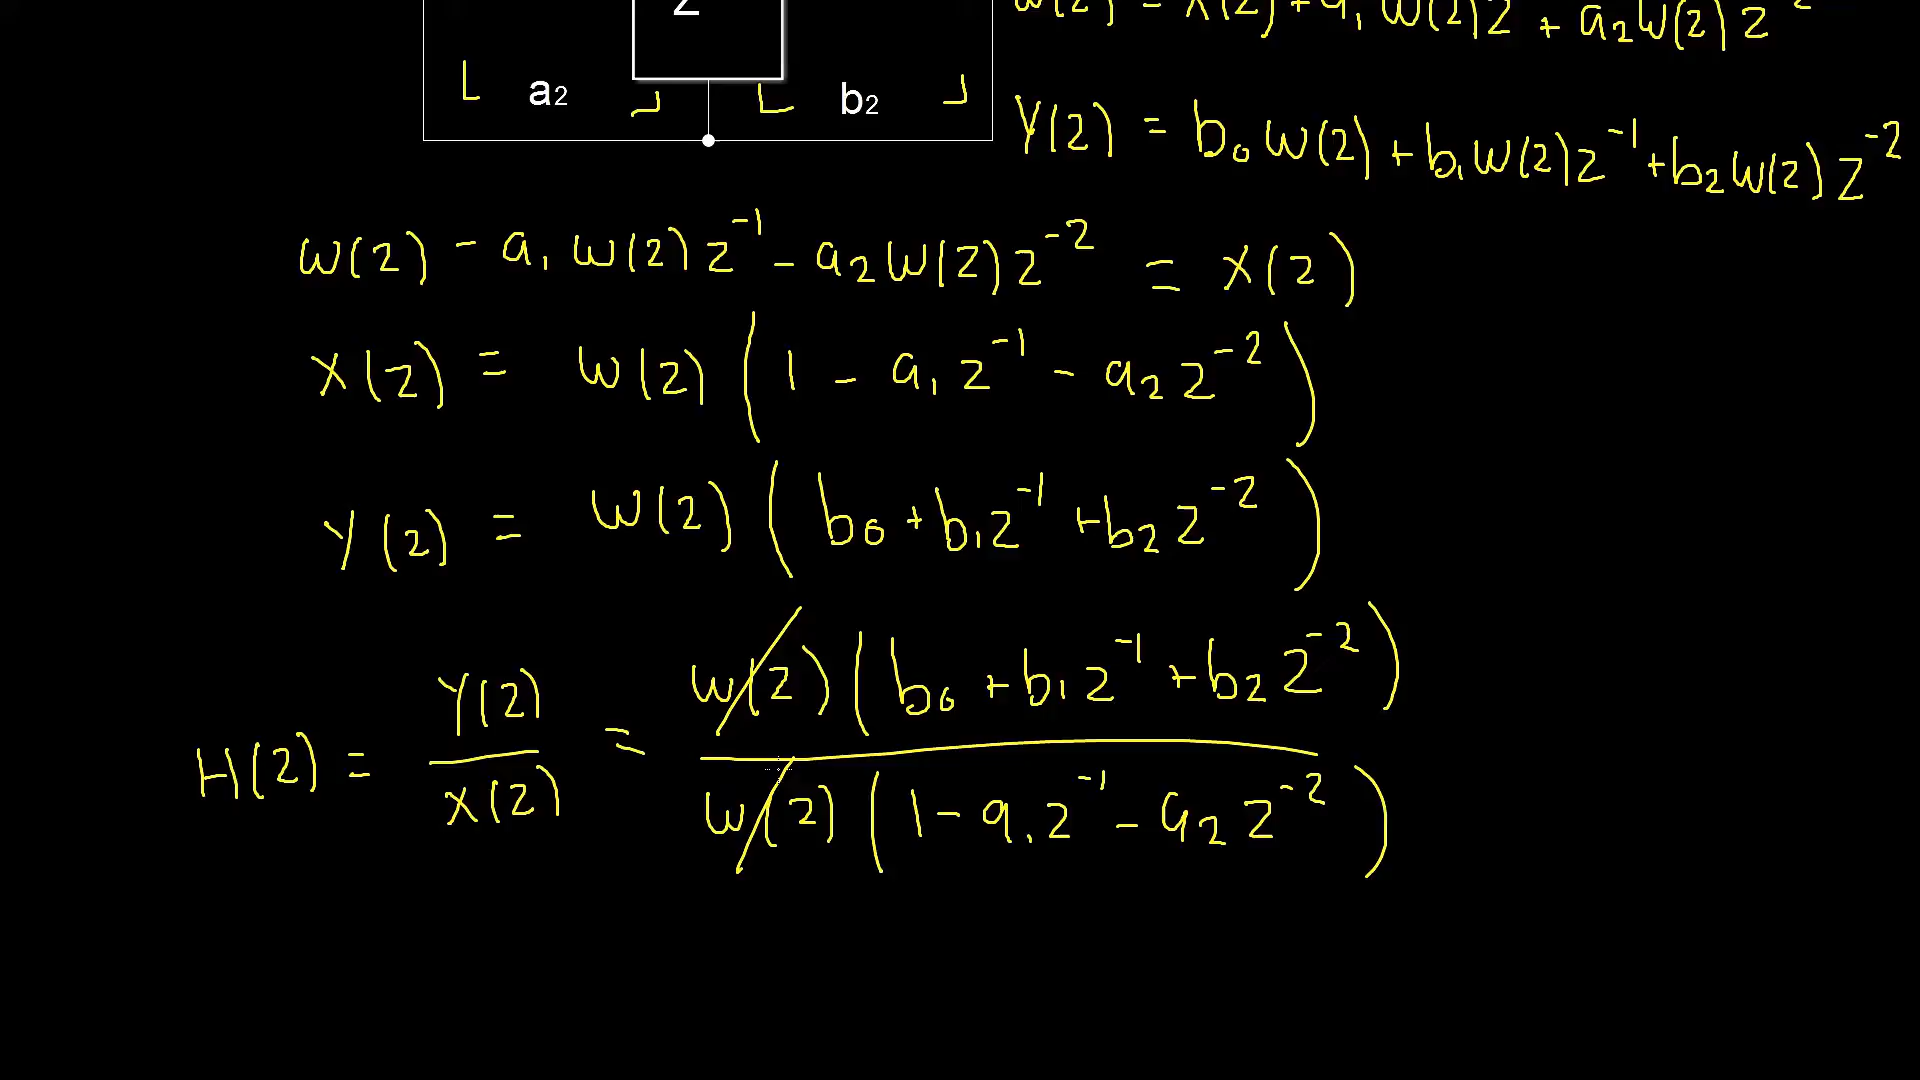 Z
W(z) = X(z) + a₁ W(z) z + a₂ W(z) z⁻²
a2 b2
Y(z) = b₀ W(z) + b₁ W(z) z⁻¹ + b₂ W(z) z⁻²
W(z) - a₁ W(z) z⁻¹ - a₂ W(z) z⁻² = X(z)
X(z) = W(z) ( 1 - a₁ z⁻¹ - a₂ z⁻² )
Y(z) = W(z) ( b₀ + b₁ z⁻¹ + b₂ z⁻² )
H(z) = Y(z) / X(z) = W(z) ( b₀ + b₁ z⁻¹ + b₂ z⁻² ) / W(z) ( 1 - a₁ z⁻¹ - a₂ z⁻² )